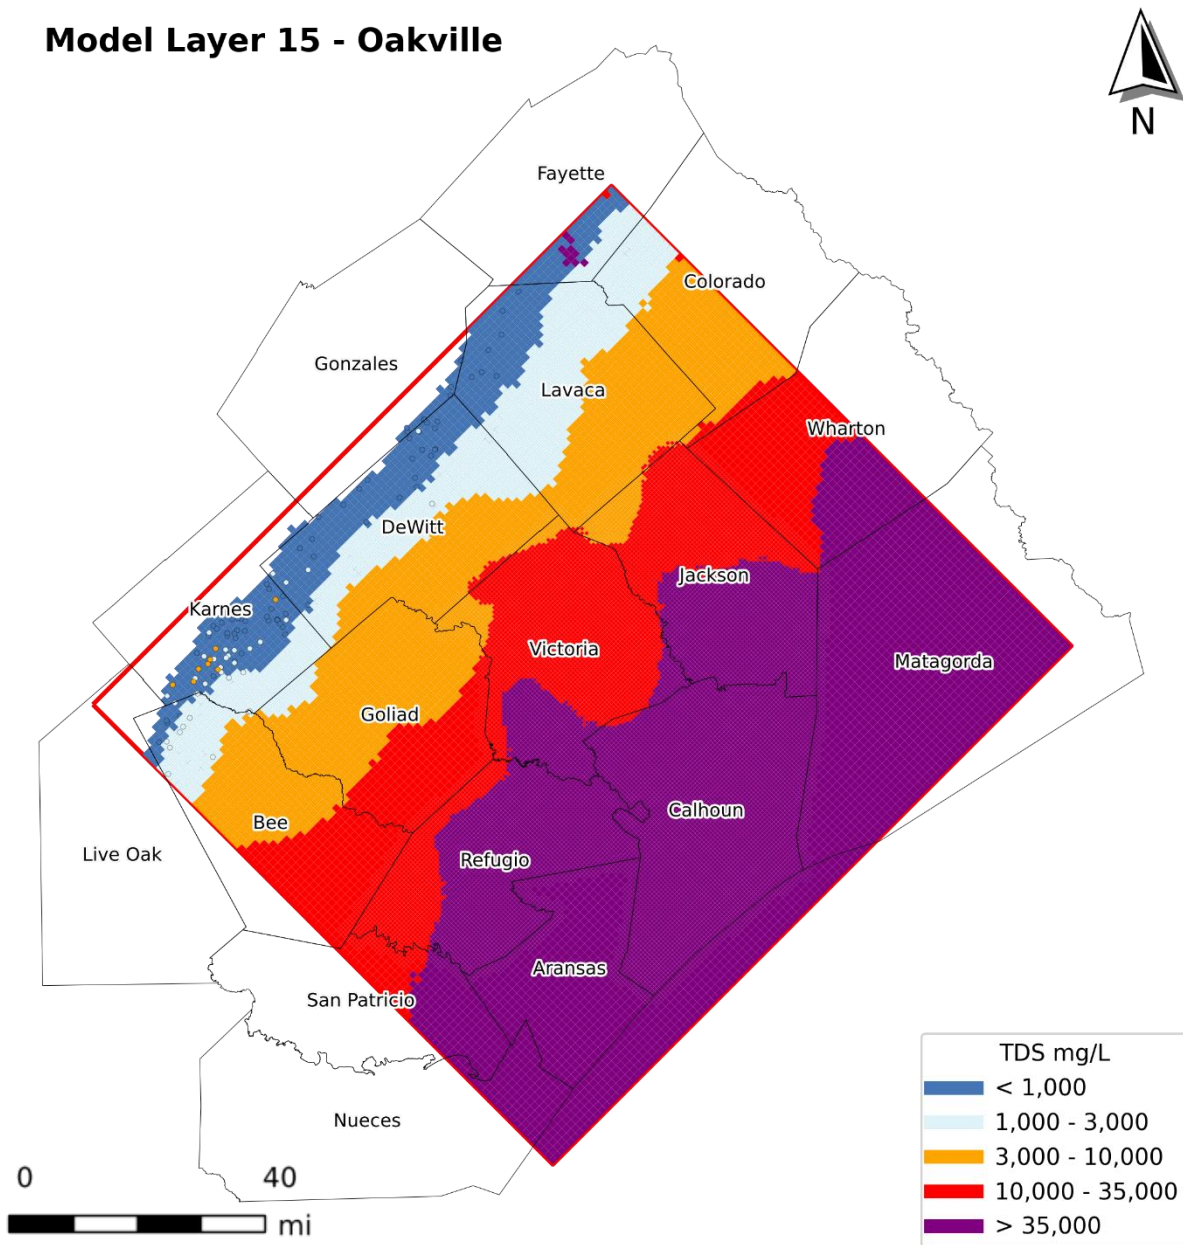 Model Layer 15 - Oakville
N
Fayette
Colorado
Gonzales
Lavaca
Wharton
DeWitt
Jackson
Karnes
Victoria
Matagorda
Goliad
Calhoun
Bee
Live Oak
Refugio
Aransas
San Patricio
Nueces
TDS mg/L
< 1,000
1,000 - 3,000
3,000 - 10,000
10,000 - 35,000
> 35,000
0 40
mi